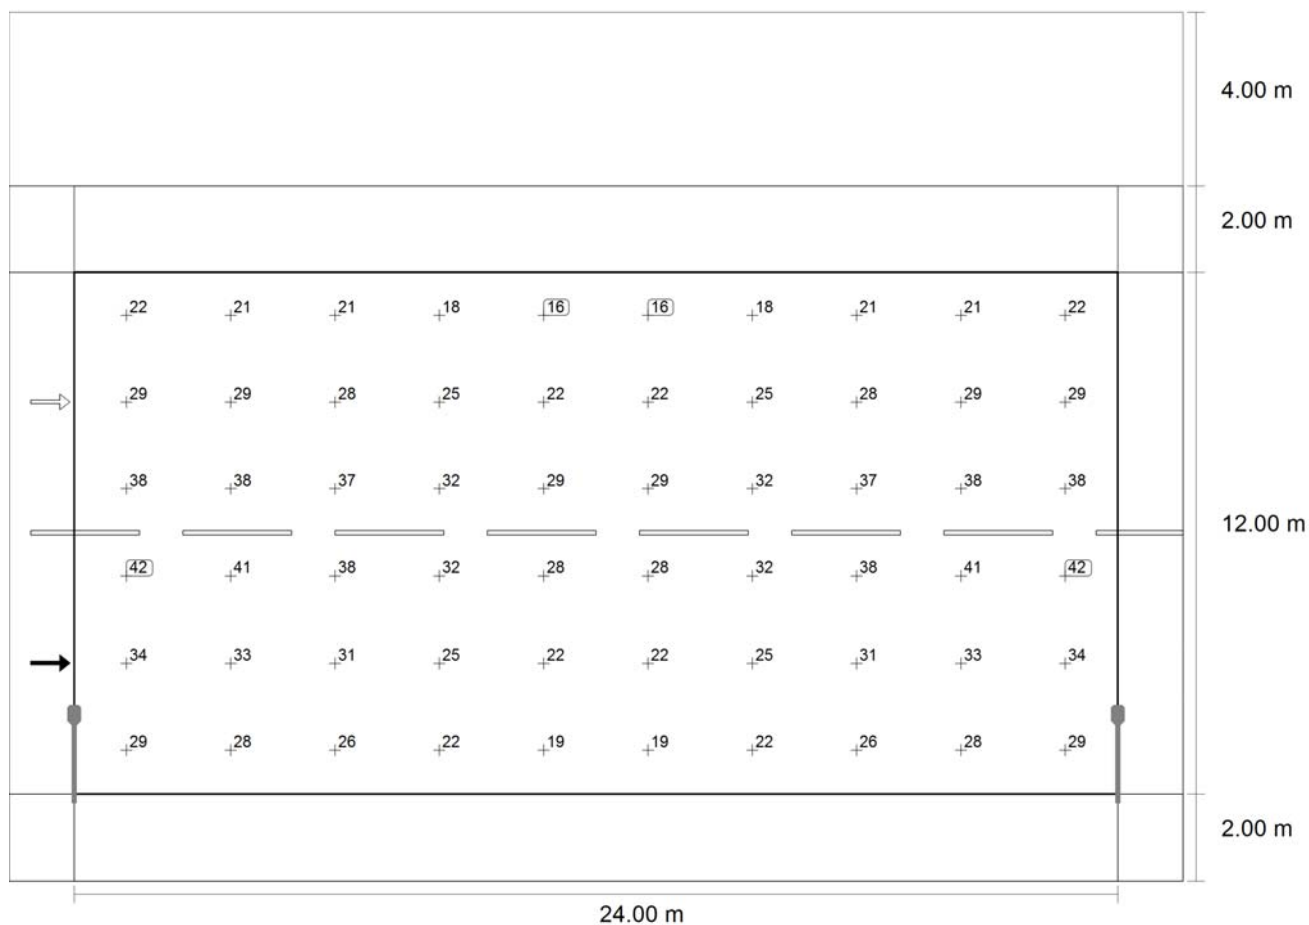 4.00 m
2.00 m
22 21 21 18 16 16 18 21 21 22
29 29 28 25 22 22 25 28 29 29
38 38 37 32 29 29 32 37 38 38
12.00 m
42 41 38 32 28 28 32 38 41 42
34 33 31 25 22 22 25 31 33 34
29 28 26 22 19 19 22 26 28 29
2.00 m
24.00 m